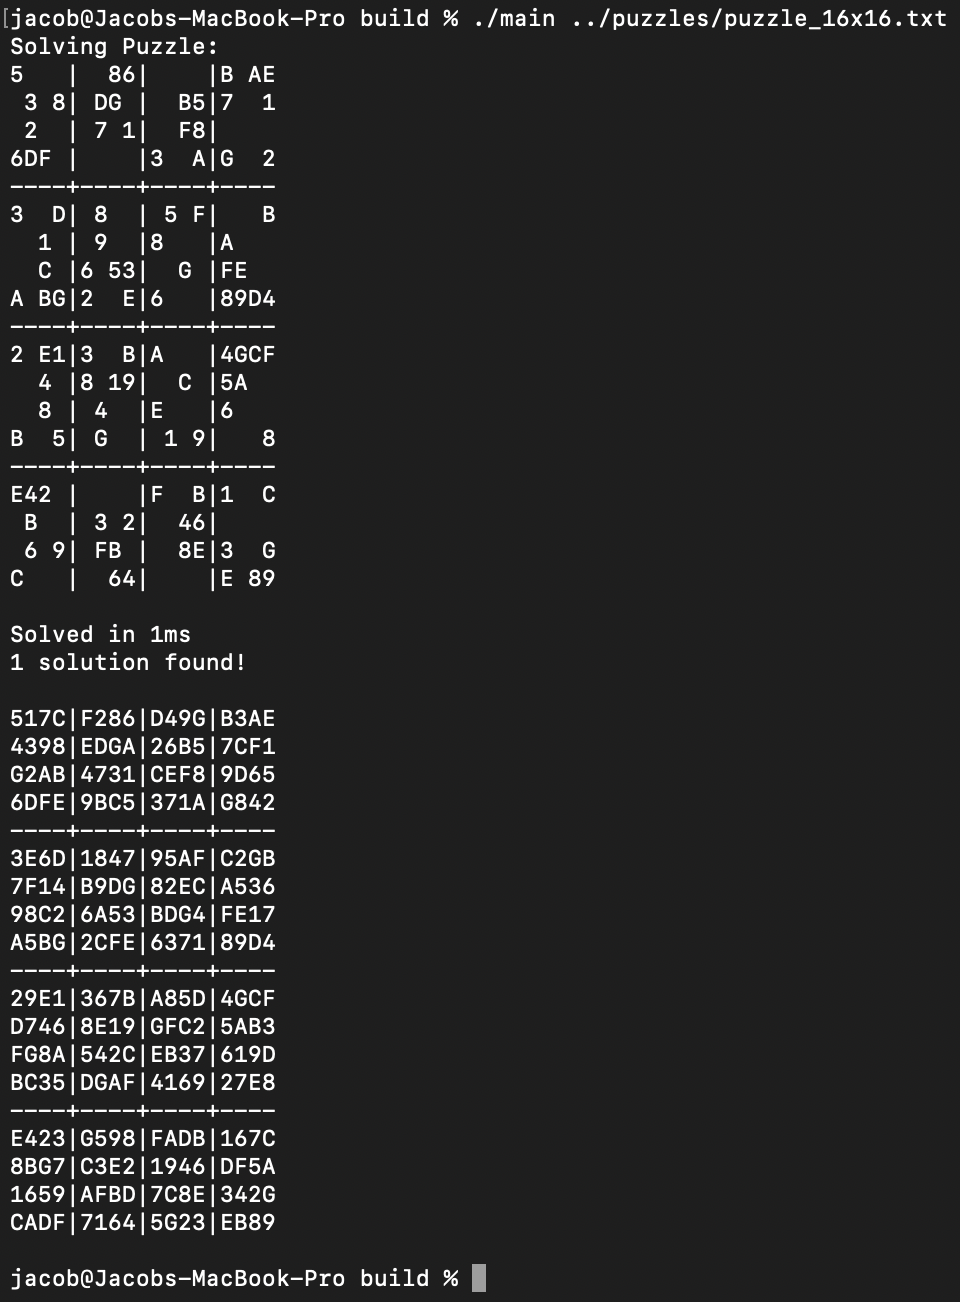 [jacob@Jacobs-MacBook-Pro build % ./main ../puzzles/puzzle_16x16.txt
Solving Puzzle:
5   |  86|    |B AE
 3 8| DG |  B5|7  1
 2  | 7 1|  F8|
6DF |    |3  A|G  2
----+----+----+----
3  D| 8  | 5 F|   B
  1 | 9  |8   |A
  C |6 53|  G |FE
A BG|2  E|6   |89D4
----+----+----+----
2 E1|3  B|A   |4GCF
  4 |8 19|  C |5A
  8 | 4  |E   |6
B  5| G  | 1 9|   8
----+----+----+----
E42 |    |F  B|1  C
 B  | 3 2|  46|
 6 9| FB |  8E|3  G
C   |  64|    |E 89

Solved in 1ms
1 solution found!

517C|F286|D49G|B3AE
4398|EDGA|26B5|7CF1
G2AB|4731|CEF8|9D65
6DFE|9BC5|371A|G842
----+----+----+----
3E6D|1847|95AF|C2GB
7F14|B9DG|82EC|A536
98C2|6A53|BDG4|FE17
A5BG|2CFE|6371|89D4
----+----+----+----
29E1|367B|A85D|4GCF
D746|8E19|GFC2|5AB3
FG8A|542C|EB37|619D
BC35|DGAF|4169|27E8
----+----+----+----
E423|G598|FADB|167C
8BG7|C3E2|1946|DF5A
1659|AFBD|7C8E|342G
CADF|7164|5G23|EB89

jacob@Jacobs-MacBook-Pro build %